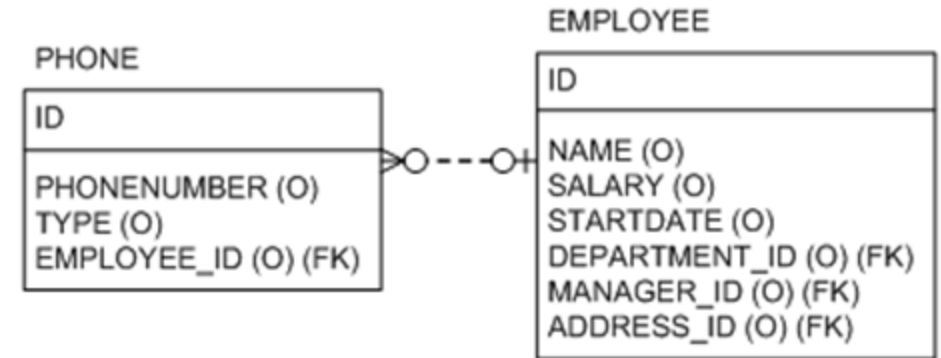 PHONE
ID
PHONENUMBER (O)
TYPE (O)
EMPLOYEE_ID (O) (FK)
EMPLOYEE
ID
NAME (O)
SALARY (O)
STARTDATE (O)
DEPARTMENT_ID (O) (FK)
MANAGER_ID (O) (FK)
ADDRESS_ID (O) (FK)